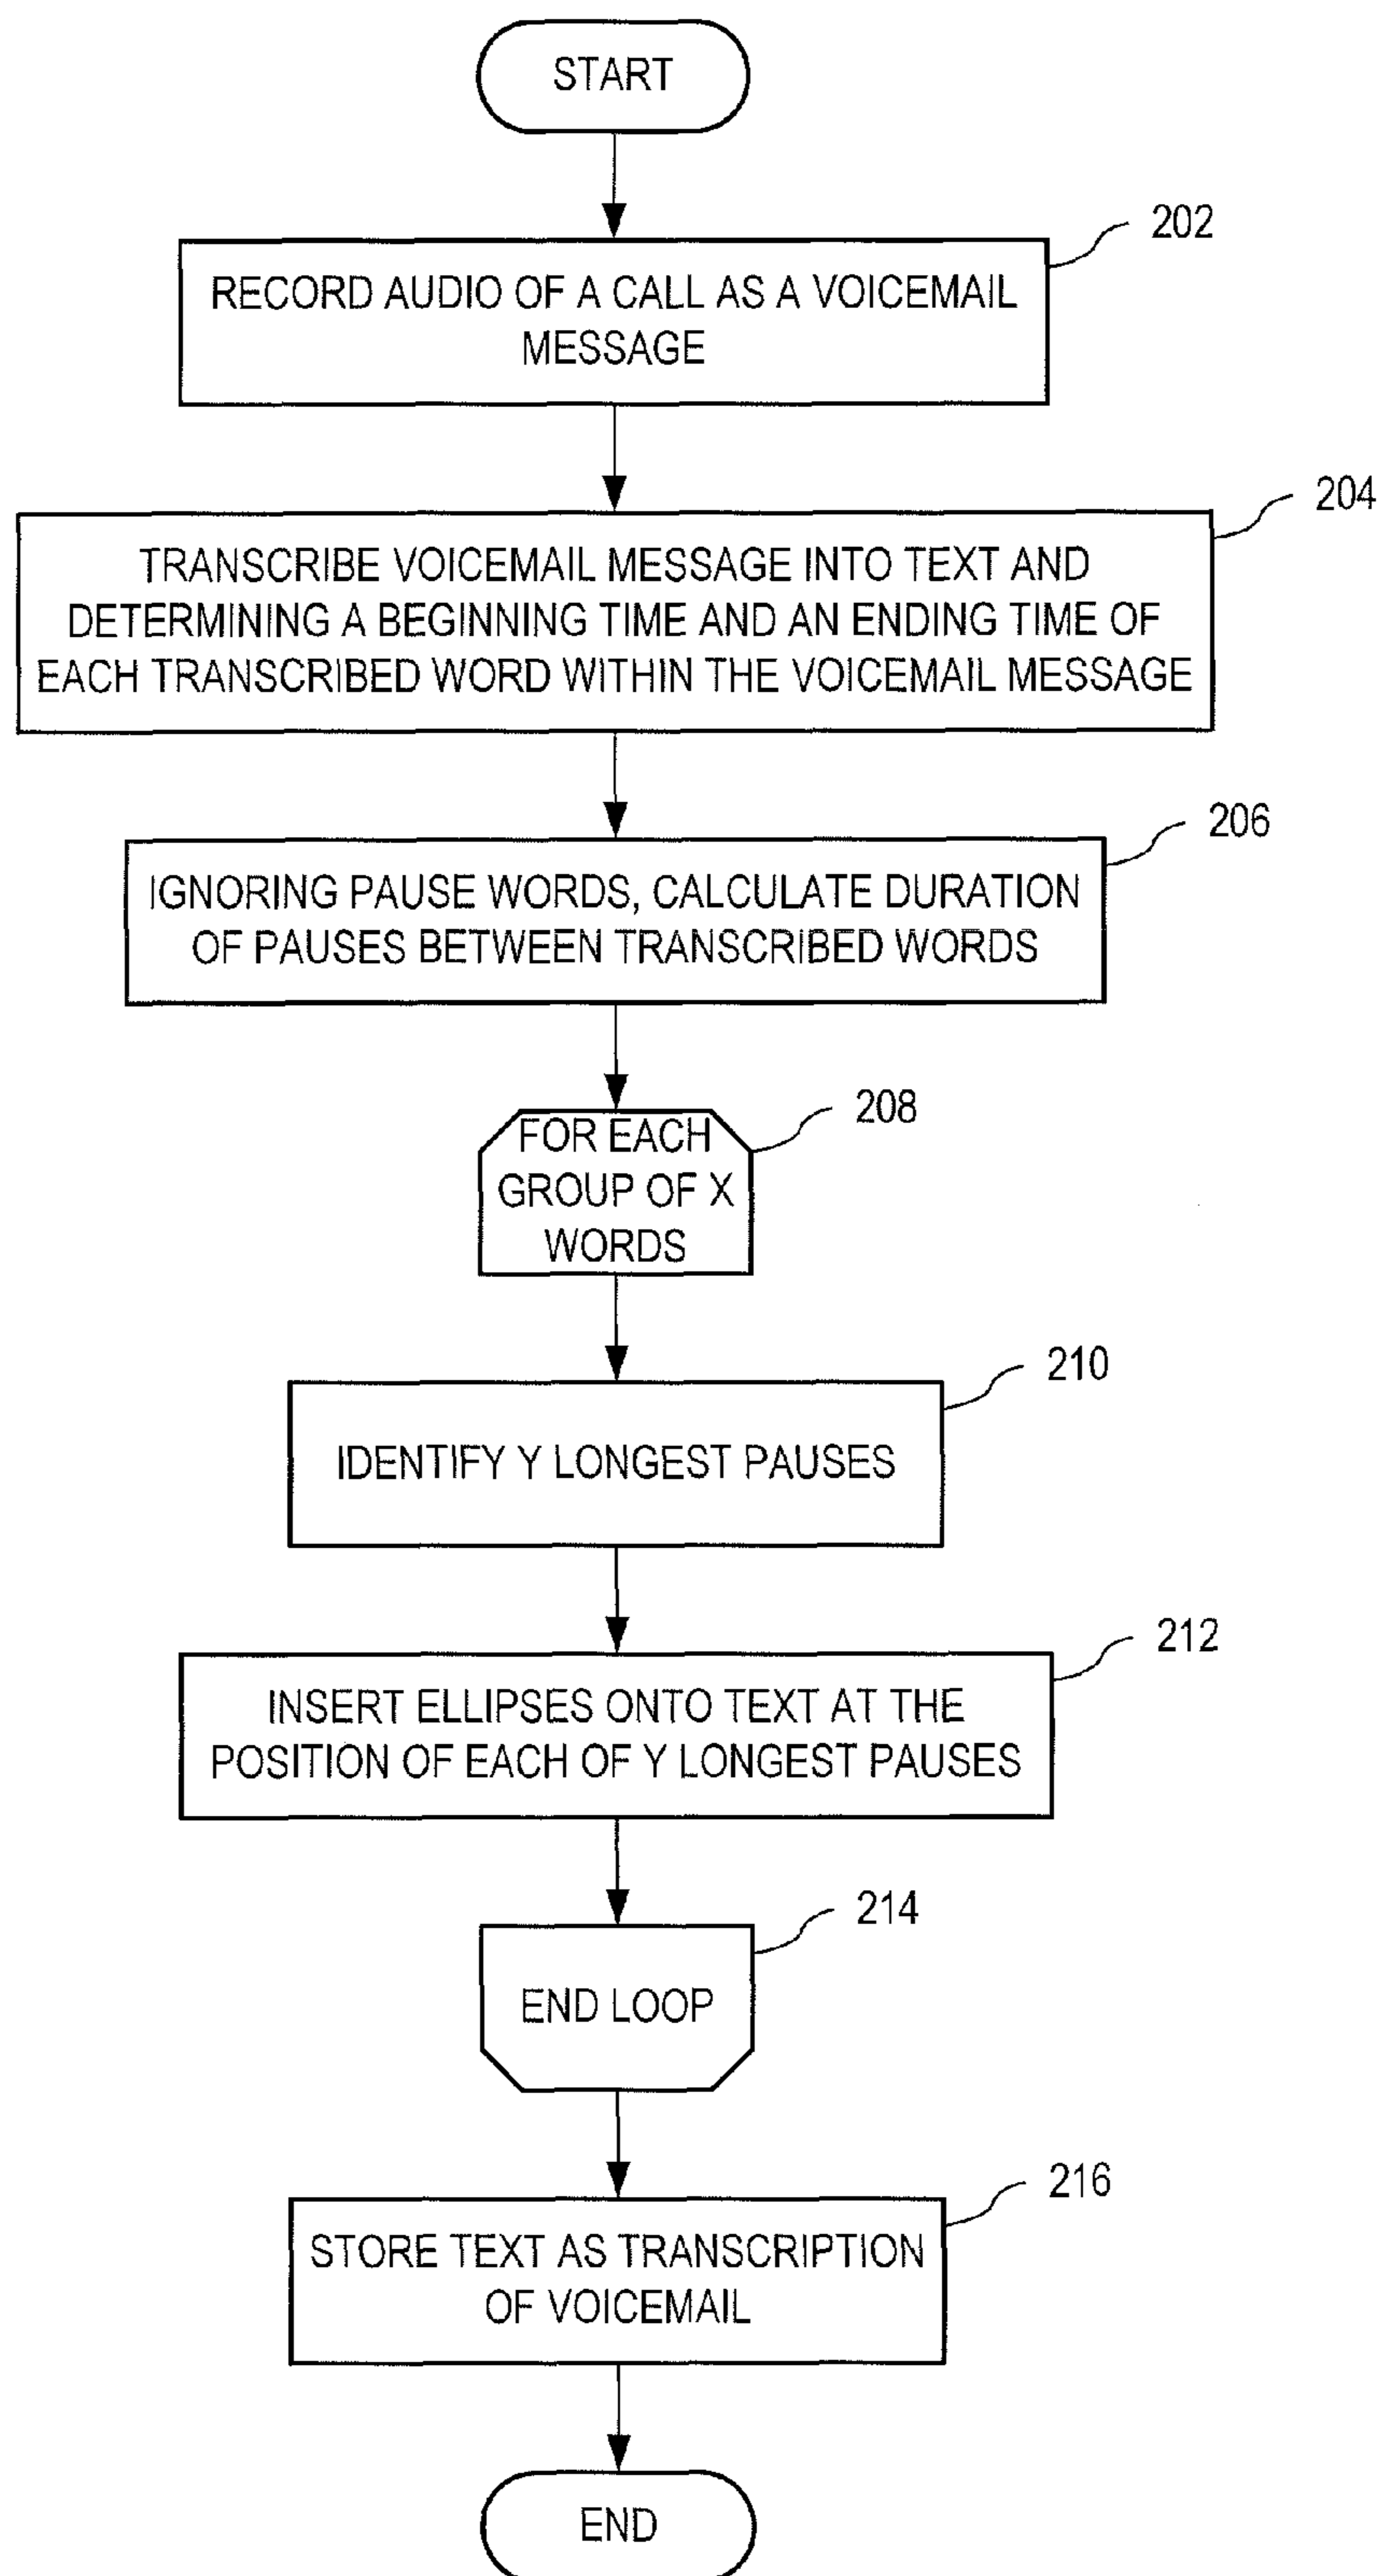 START
202
RECORD AUDIO OF A CALL AS A VOICEMAIL
MESSAGE
204
TRANSCRIBE VOICEMAIL MESSAGE INTO TEXT AND
DETERMINING A BEGINNING TIME AND AN ENDING TIME OF
EACH TRANSCRIBED WORD WITHIN THE VOICEMAIL MESSAGE
206
IGNORING PAUSE WORDS, CALCULATE DURATION
OF PAUSES BETWEEN TRANSCRIBED WORDS
208
FOR EACH
GROUP OF X
WORDS
210
IDENTIFY Y LONGEST PAUSES
212
INSERT ELLIPSES ONTO TEXT AT THE
POSITION OF EACH OF Y LONGEST PAUSES
214
END LOOP
216
STORE TEXT AS TRANSCRIPTION
OF VOICEMAIL
END